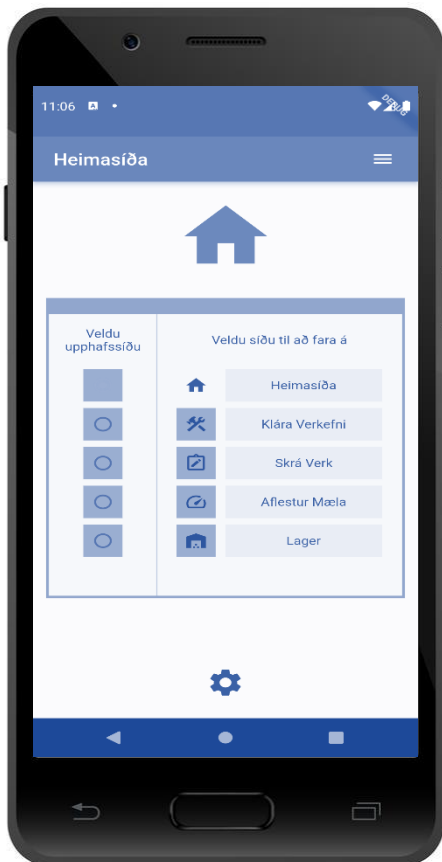 11:06
DEBUG
Heimasíða
Veldu
upphafssíðu
Veldu síðu til að fara á
Heimasíða
Klára Verkefni
Skrá Verk
Aflestur Mæla
Lager